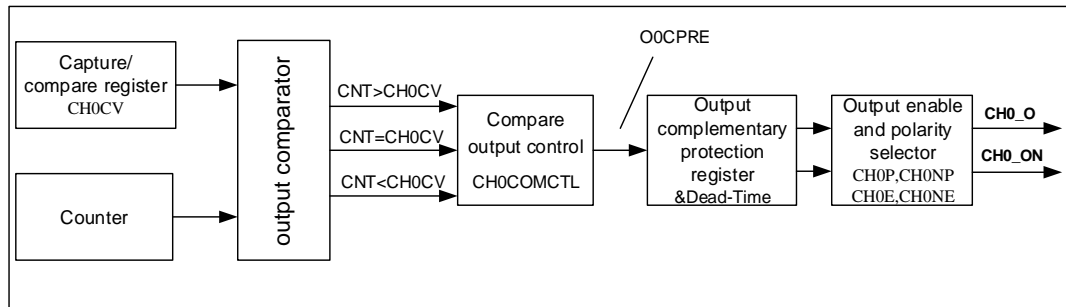 Capture/
compare register
CH0CV
Counter
output comparator
CNT>CH0CV
CNT=CH0CV
CNT<CH0CV
Compare
output control
CH0COMCTL
O0CPRE
Output
complementary
protection
register
&Dead-Time
Output enable
and polarity
selector
CH0P,CH0NP
CH0E,CH0NE
CH0_O
CH0_ON